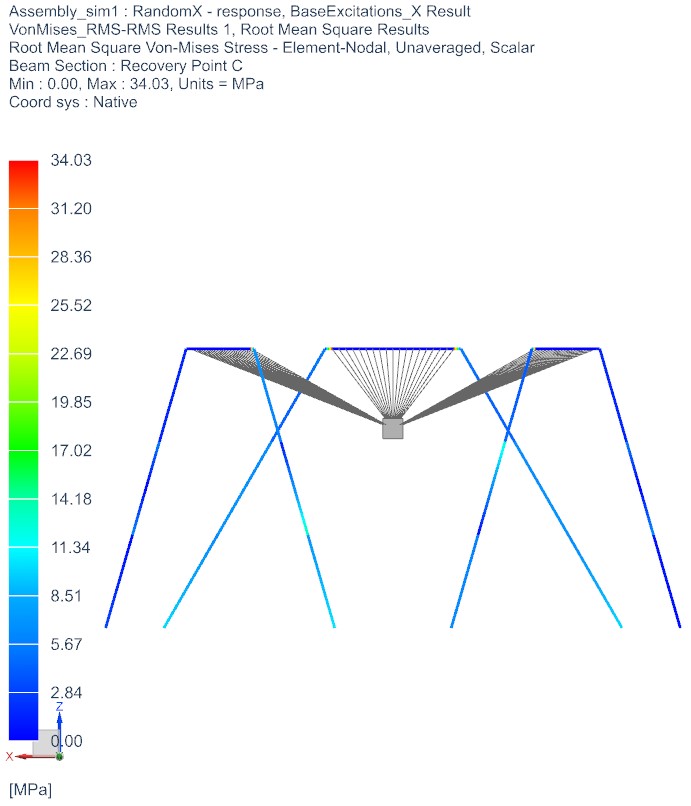 Assembly_sim1 : RandomX - response, BaseExcitations_X Result
VonMises_RMS-RMS Results 1, Root Mean Square Results
Root Mean Square Von-Mises Stress - Element-Nodal, Unaveraged, Scalar
Beam Section : Recovery Point C
Min : 0.00, Max : 34.03, Units = MPa
Coord sys : Native
34.03
31.20
28.36
25.52
22.69
19.85
17.02
14.18
11.34
8.51
5.67
2.84
Z
0.00
X
[MPa]